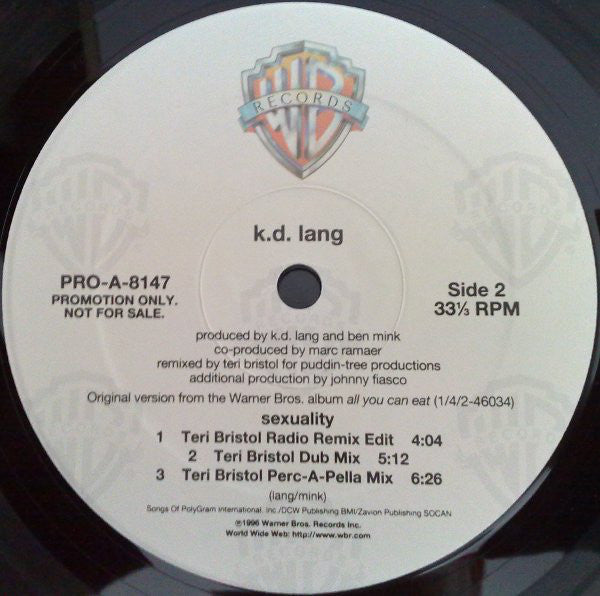 WB
RECORDS
k.d. lang
PRO-A-8147
PROMOTION ONLY.
NOT FOR SALE.
Side 2
33⅓ RPM
produced by k.d. lang and ben mink
co-produced by marc ramaer
remixed by teri bristol for puddin-tree productions
additional production by johnny fiasco
Original version from the Warner Bros. album all you can eat (1/4/2-46034)
sexuality
1 Teri Bristol Radio Remix Edit 4:04
2 Teri Bristol Dub Mix 5:12
3 Teri Bristol Perc-A-Pella Mix 6:26
(lang/mink)
Songs Of PolyGram International, Inc./DCW Publishing BMI/Zavion Publishing SOCAN
℗1996 Warner Bros. Records Inc.
World Wide Web: http://www.wbr.com